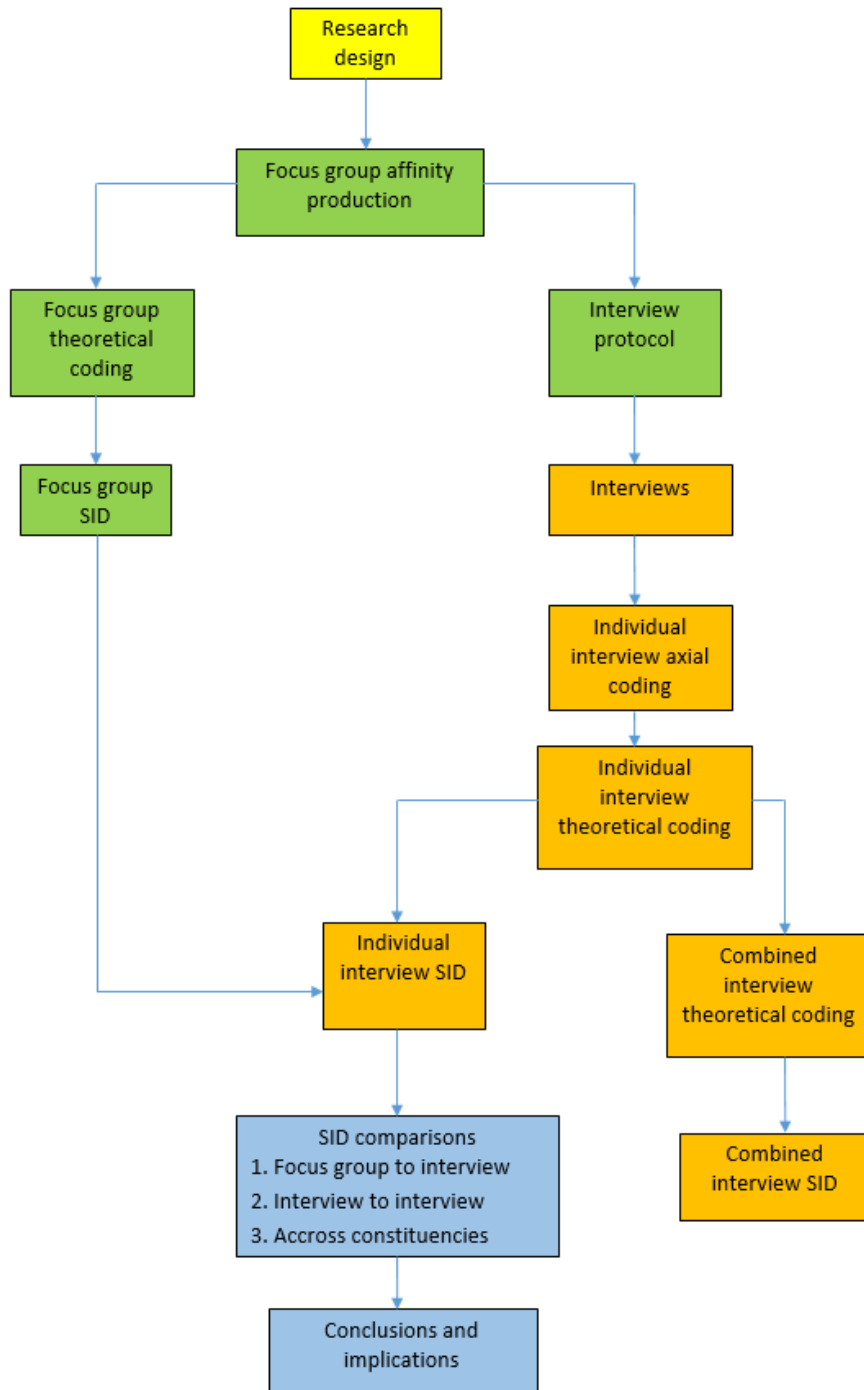 Research
design
Focus group affinity
production
Focus group
theoretical
coding
Interview
protocol
Focus group
SID
Interviews
Individual
interview axial
coding
Individual
interview
theoretical coding
Individual
interview SID
Combined
interview
theoretical coding
SID comparisons
1. Focus group to interview
2. Interview to interview
3. Accross constituencies
Combined
interview SID
Conclusions and
implications